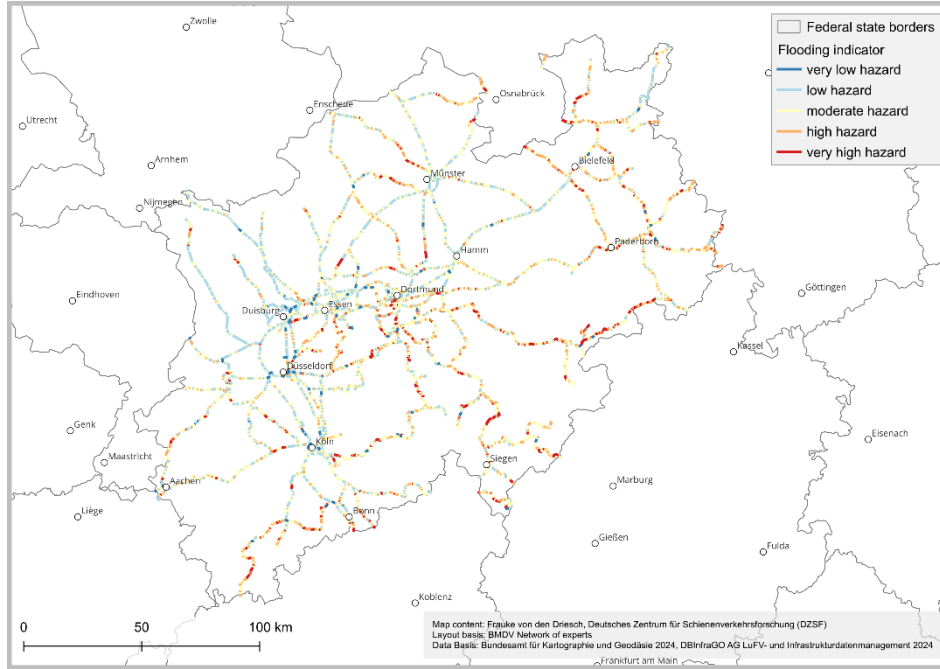 Zwolle
Federal state borders
Flooding indicator
very low hazard
low hazard
moderate hazard
high hazard
very high hazard
Osnabrück
Enschede
Utrecht
Arnhem
Bielefeld
Münster
Nijmegen
Paderborn
Hamm
Eindhoven
Göttingen
Dortmund
Essen
Duisburg
Kassel
Düsseldorf
Genk
Köln
Eisenach
Maastricht
Siegen
Aachen
Marburg
Liège
Bonn
Gießen
Fulda
Koblenz
0 50 100 km
Map content: Frauke von den Driesch, Deutsches Zentrum für Schienenverkehrsforschung (DZSF)
Layout basis: BMDV Network of experts
Data Basis: Bundesamt für Kartographie und Geodäsie 2024, DBInfraGO AG LuFV- und Infrastrukturdatenmanagement 2024
Frankfurt am Main